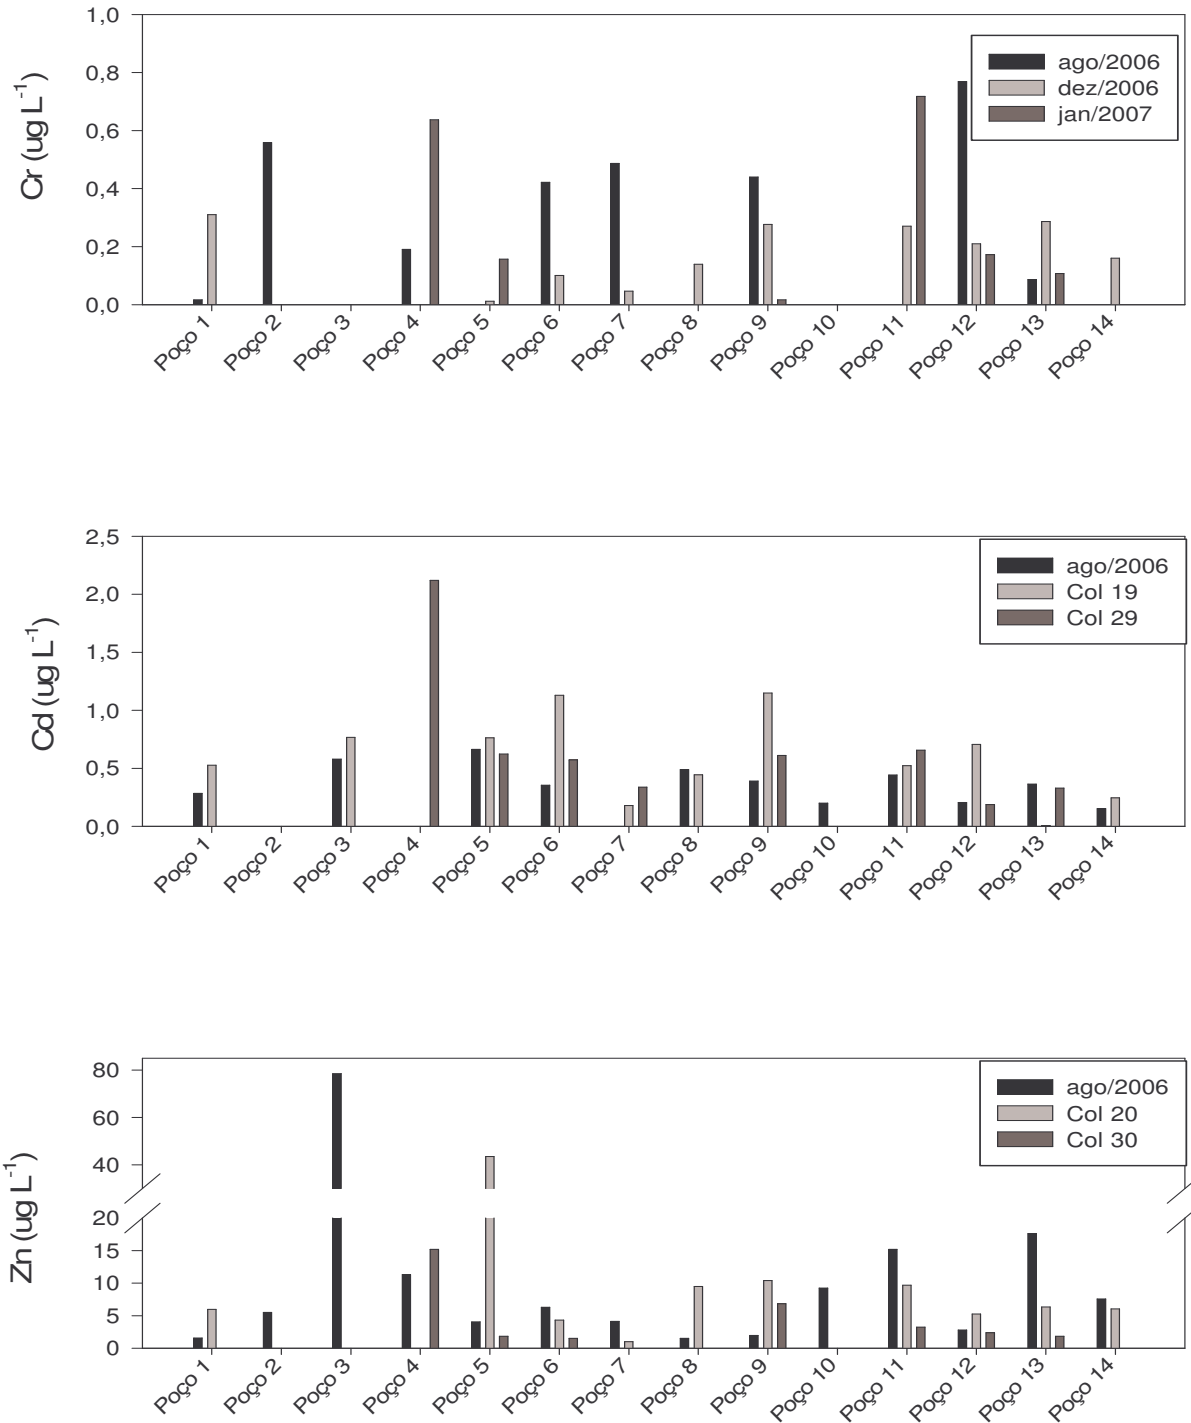 1,0
0,8
0,6
0,4
0,2
0,0
Cr (ug L-1)
ago/2006
dez/2006
jan/2007
Poço 1 Poço 2 Poço 3 Poço 4 Poço 5 Poço 6 Poço 7 Poço 8 Poço 9 Poço 10 Poço 11 Poço 12 Poço 13 Poço 14
2,5
2,0
1,5
1,0
0,5
0,0
Cd (ug L-1)
ago/2006
Col 19
Col 29
Poço 1 Poço 2 Poço 3 Poço 4 Poço 5 Poço 6 Poço 7 Poço 8 Poço 9 Poço 10 Poço 11 Poço 12 Poço 13 Poço 14
80
60
40
20
15
10
5
0
Zn (ug L-1)
ago/2006
Col 20
Col 30
Poço 1 Poço 2 Poço 3 Poço 4 Poço 5 Poço 6 Poço 7 Poço 8 Poço 9 Poço 10 Poço 11 Poço 12 Poço 13 Poço 14